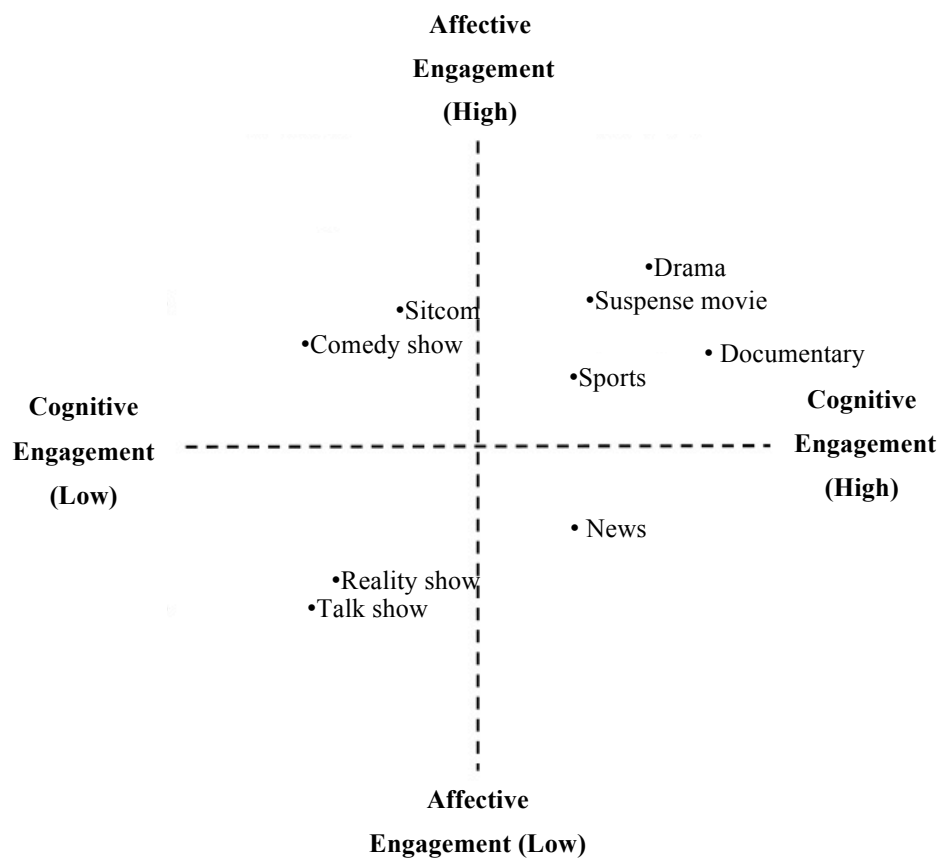 Affective
Engagement
(High)
•Drama
•Suspense movie
•Sitcom
•Comedy show
• Documentary
•Sports
Cognitive
Engagement
(Low)
Cognitive
Engagement
(High)
• News
•Reality show
•Talk show
Affective
Engagement (Low)